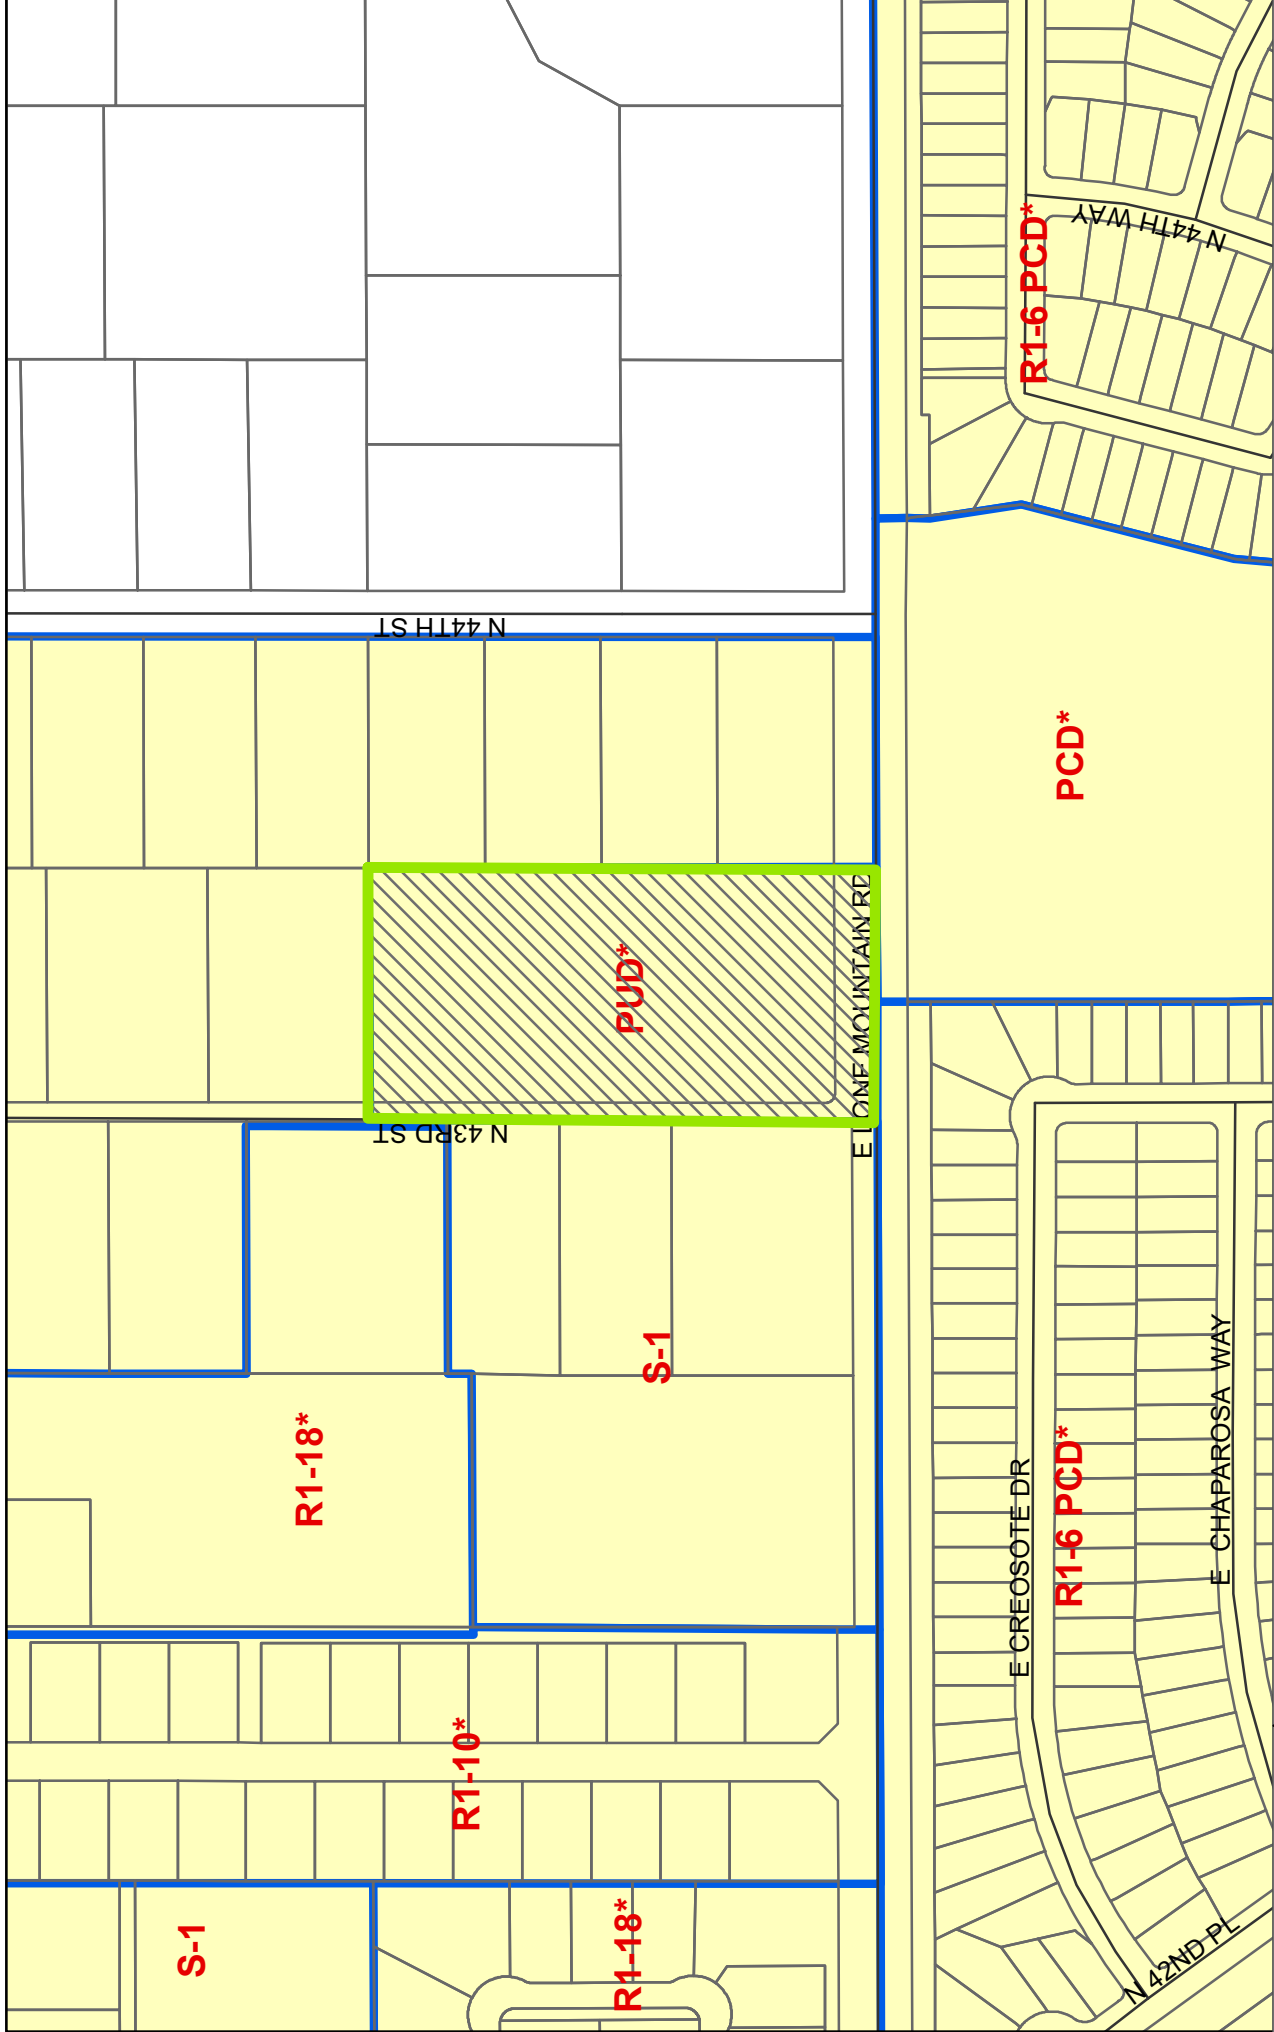 R1-6 PCD*
N 44TH WAY
N 44TH ST
PCD*
PUD*
E LONE MOUNTAIN RD
N 43RD ST
S-1
R1-18*
E CREOSOTE DR
R1-6 PCD*
E CHAPAROSA WAY
R1-10*
S-1
R1-18*
N 42ND PL